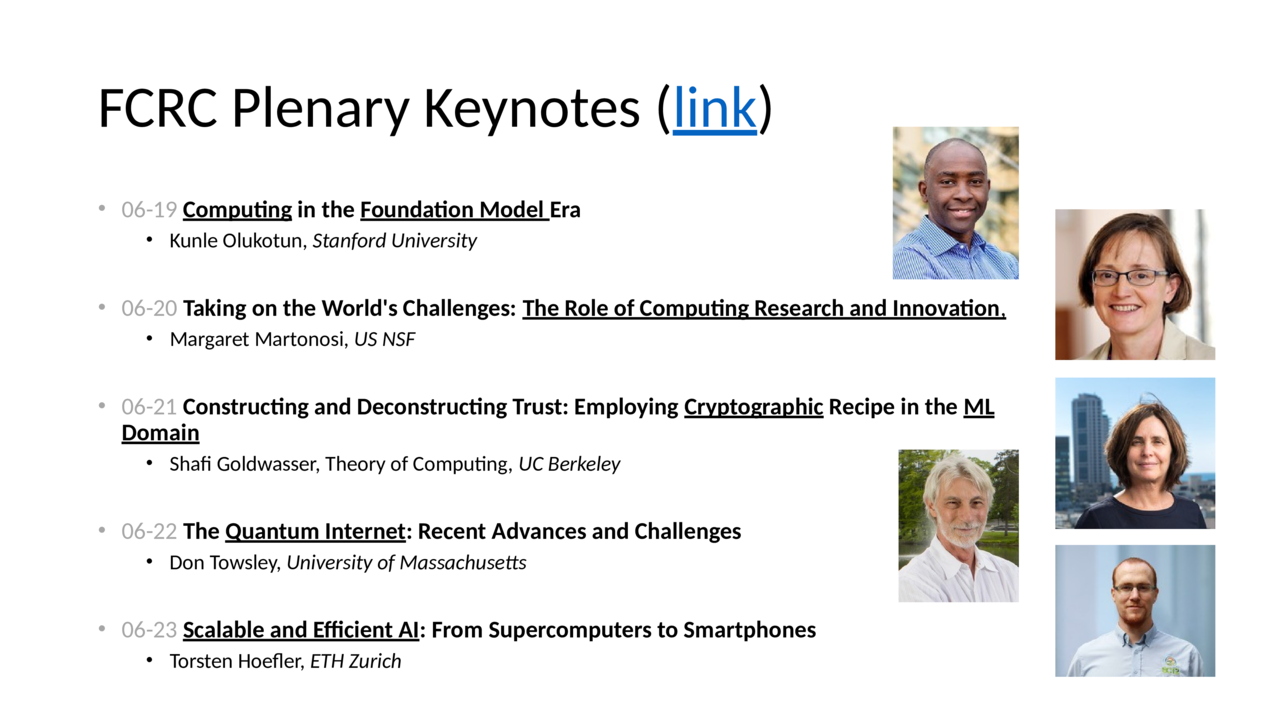 FCRC Plenary Keynotes (link)
• 06-19 Computing in the Foundation Model Era
• Kunle Olukotun, Stanford University
• 06-20 Taking on the World's Challenges: The Role of Computing Research and Innovation,
• Margaret Martonosi, US NSF
• 06-21 Constructing and Deconstructing Trust: Employing Cryptographic Recipe in the ML
Domain
• Shafi Goldwasser, Theory of Computing, UC Berkeley
• 06-22 The Quantum Internet: Recent Advances and Challenges
• Don Towsley, University of Massachusetts
• 06-23 Scalable and Efficient AI: From Supercomputers to Smartphones
• Torsten Hoefler, ETH Zurich